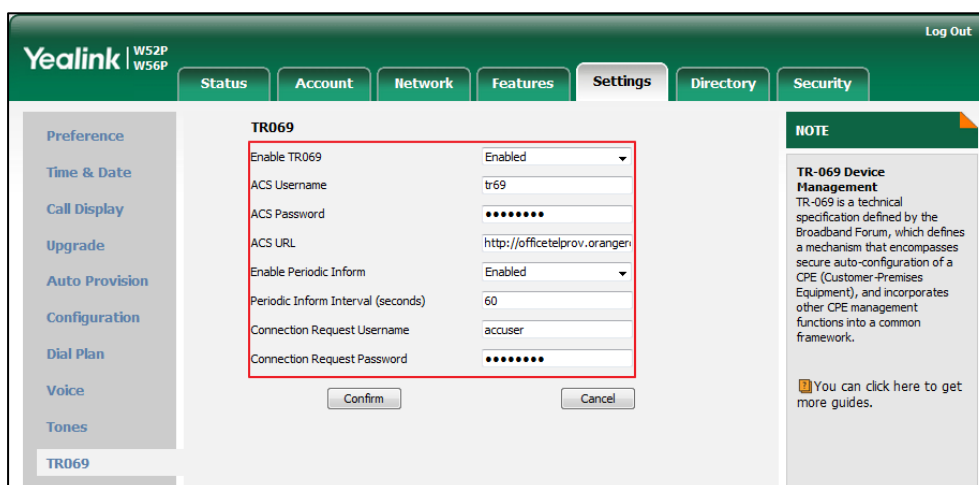 Log Out
Yealink W52P
W56P
Status Account Network Features Settings Directory Security
Preference
Time & Date
Call Display
Upgrade
Auto Provision
Configuration
Dial Plan
Voice
Tones
TR069
TR069
Enable TR069 Enabled
ACS Username tr69
ACS Password ••••••••
ACS URL http://officetelprov.oranger
Enable Periodic Inform Enabled
Periodic Inform Interval (seconds) 60
Connection Request Username accuser
Connection Request Password ••••••••
Confirm Cancel
NOTE
TR-069 Device
Management
TR-069 is a technical
specification defined by the
Broadband Forum, which defines
a mechanism that encompasses
secure auto-configuration of a
CPE (Customer-Premises
Equipment), and incorporates
other CPE management
functions into a common
framework.
You can click here to get
more guides.